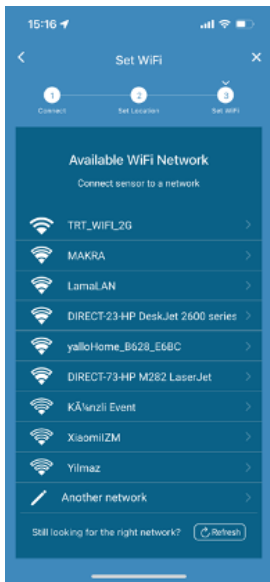 15:16
Set WiFi
1
2
3
Connect
Set Location
Set WiFi
Available WiFi Network
Connect sensor to a network
TRT_WIFI_2G
MAKRA
LamaLAN
DIRECT-23-HP DeskJet 2600 series
yalloHome_B628_E6BC
DIRECT-73-HP M282 LaserJet
KÃ¼nzli Event
XiaomiIZM
Yilmaz
Another network
Still looking for the right network?
Refresh